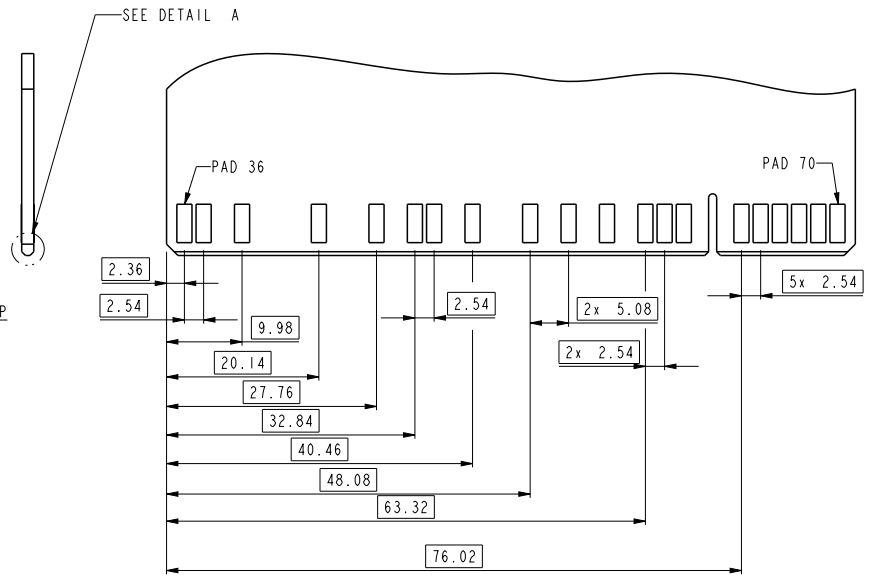 SEE DETAIL A
PAD 36
PAD 70
2.36
2.54
P
2.54
5x 2.54
2x 5.08
9.98
2x 2.54
20.14
27.76
32.84
40.46
48.08
63.32
76.02